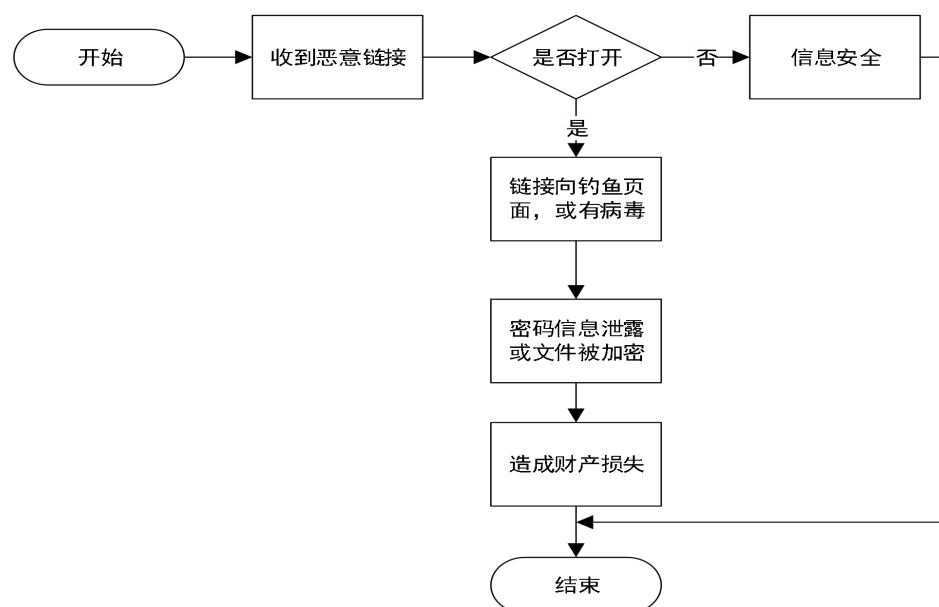 开始
收到恶意链接
是否打开
否
信息安全
是
链接向钓鱼页
面，或有病毒
密码信息泄露
或文件被加密
造成财产损失
结束